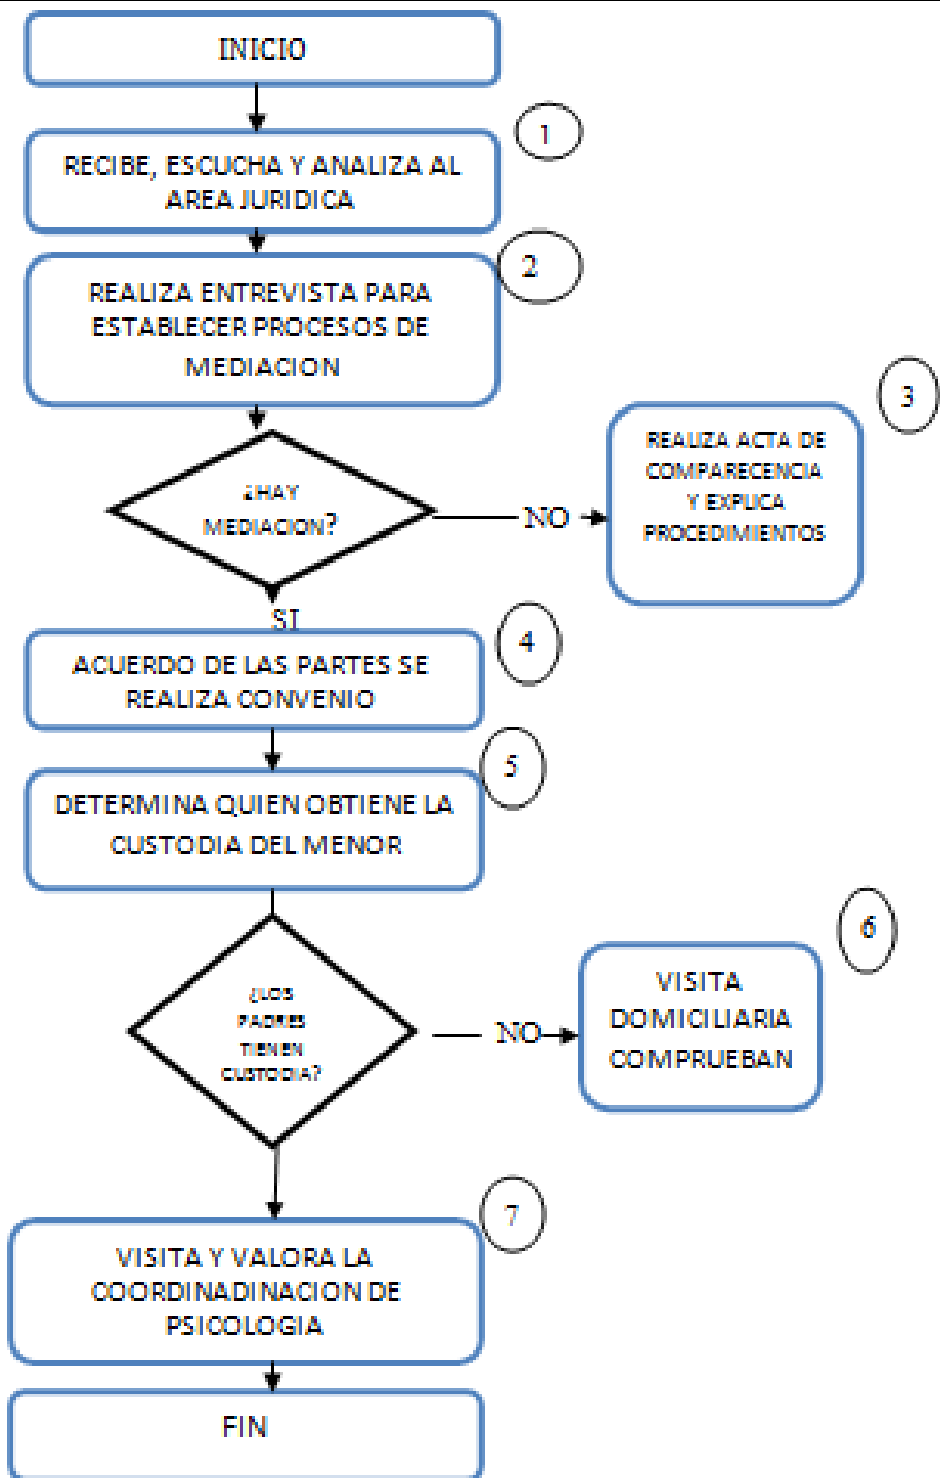 INICIO
1
RECIBE, ESCUCHA Y ANALIZA AL
AREA JURIDICA
2
REALIZA ENTREVISTA PARA
ESTABLECER PROCESOS DE
MEDIACION
3
REALIZA ACTA DE
COMPARECENCIA
Y EXPLICA
PROCEDIMIENTOS
¿HAY
MEDIACION?
NO
SI
4
ACUERDO DE LAS PARTES SE
REALIZA CONVENIO
5
DETERMINA QUIEN OBTIENE LA
CUSTODIA DEL MENOR
6
¿LOS
PADRES
TIENEN
CUSTODIA?
NO
VISITA
DOMICILIARIA
COMPRUEBAN
7
VISITA Y VALORA LA
COORDINADINACION DE
PSICOLOGIA
FIN